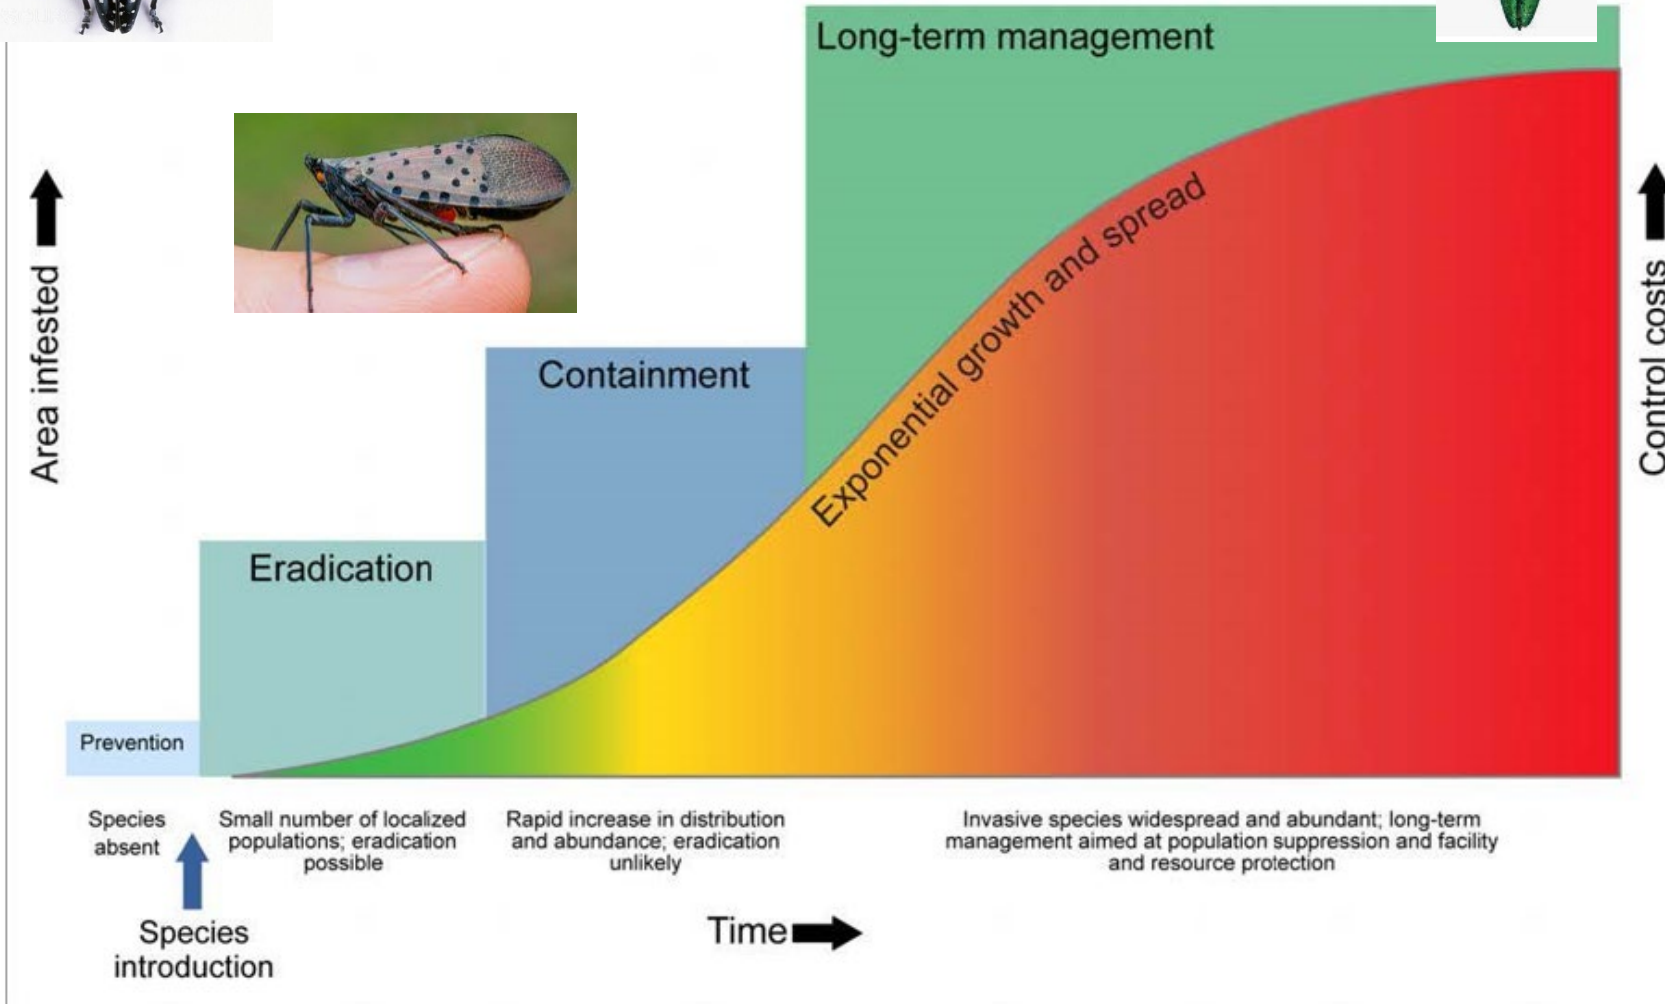 Long-term management
Exponential growth and spread
Containment
Eradication
Prevention
Area infested
Control costs
Species
absent
Small number of localized
populations; eradication
possible
Rapid increase in distribution
and abundance; eradication
unlikely
Invasive species widespread and abundant; long-term
management aimed at population suppression and facility
and resource protection
Species
introduction
Time